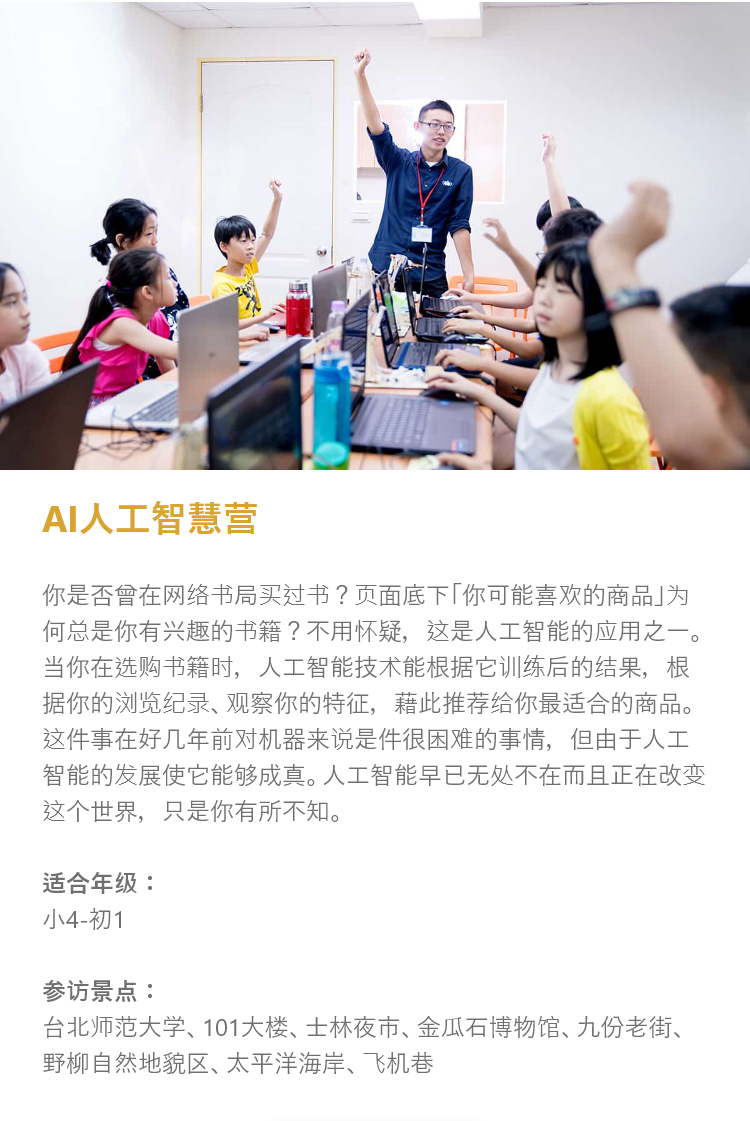 AI人工智慧营
你是否曾在网络书局买过书？页面底下「你可能喜欢的商品」为
何总是你有兴趣的书籍？不用怀疑，这是人工智能的应用之一。
当你在选购书籍时，人工智能技术能根据它训练后的结果，根
据你的浏览纪录、观察你的特征，藉此推荐给你最适合的商品。
这件事在好几年前对机器来说是件很困难的事情，但由于人工
智能的发展使它能够成真。人工智能早已无处不在而且正在改变
这个世界，只是你有所不知。
适合年级：
小4-初1
参访景点：
台北师范大学、101大楼、士林夜市、金瓜石博物馆、九份老街、
野柳自然地貌区、太平洋海岸、飞机巷